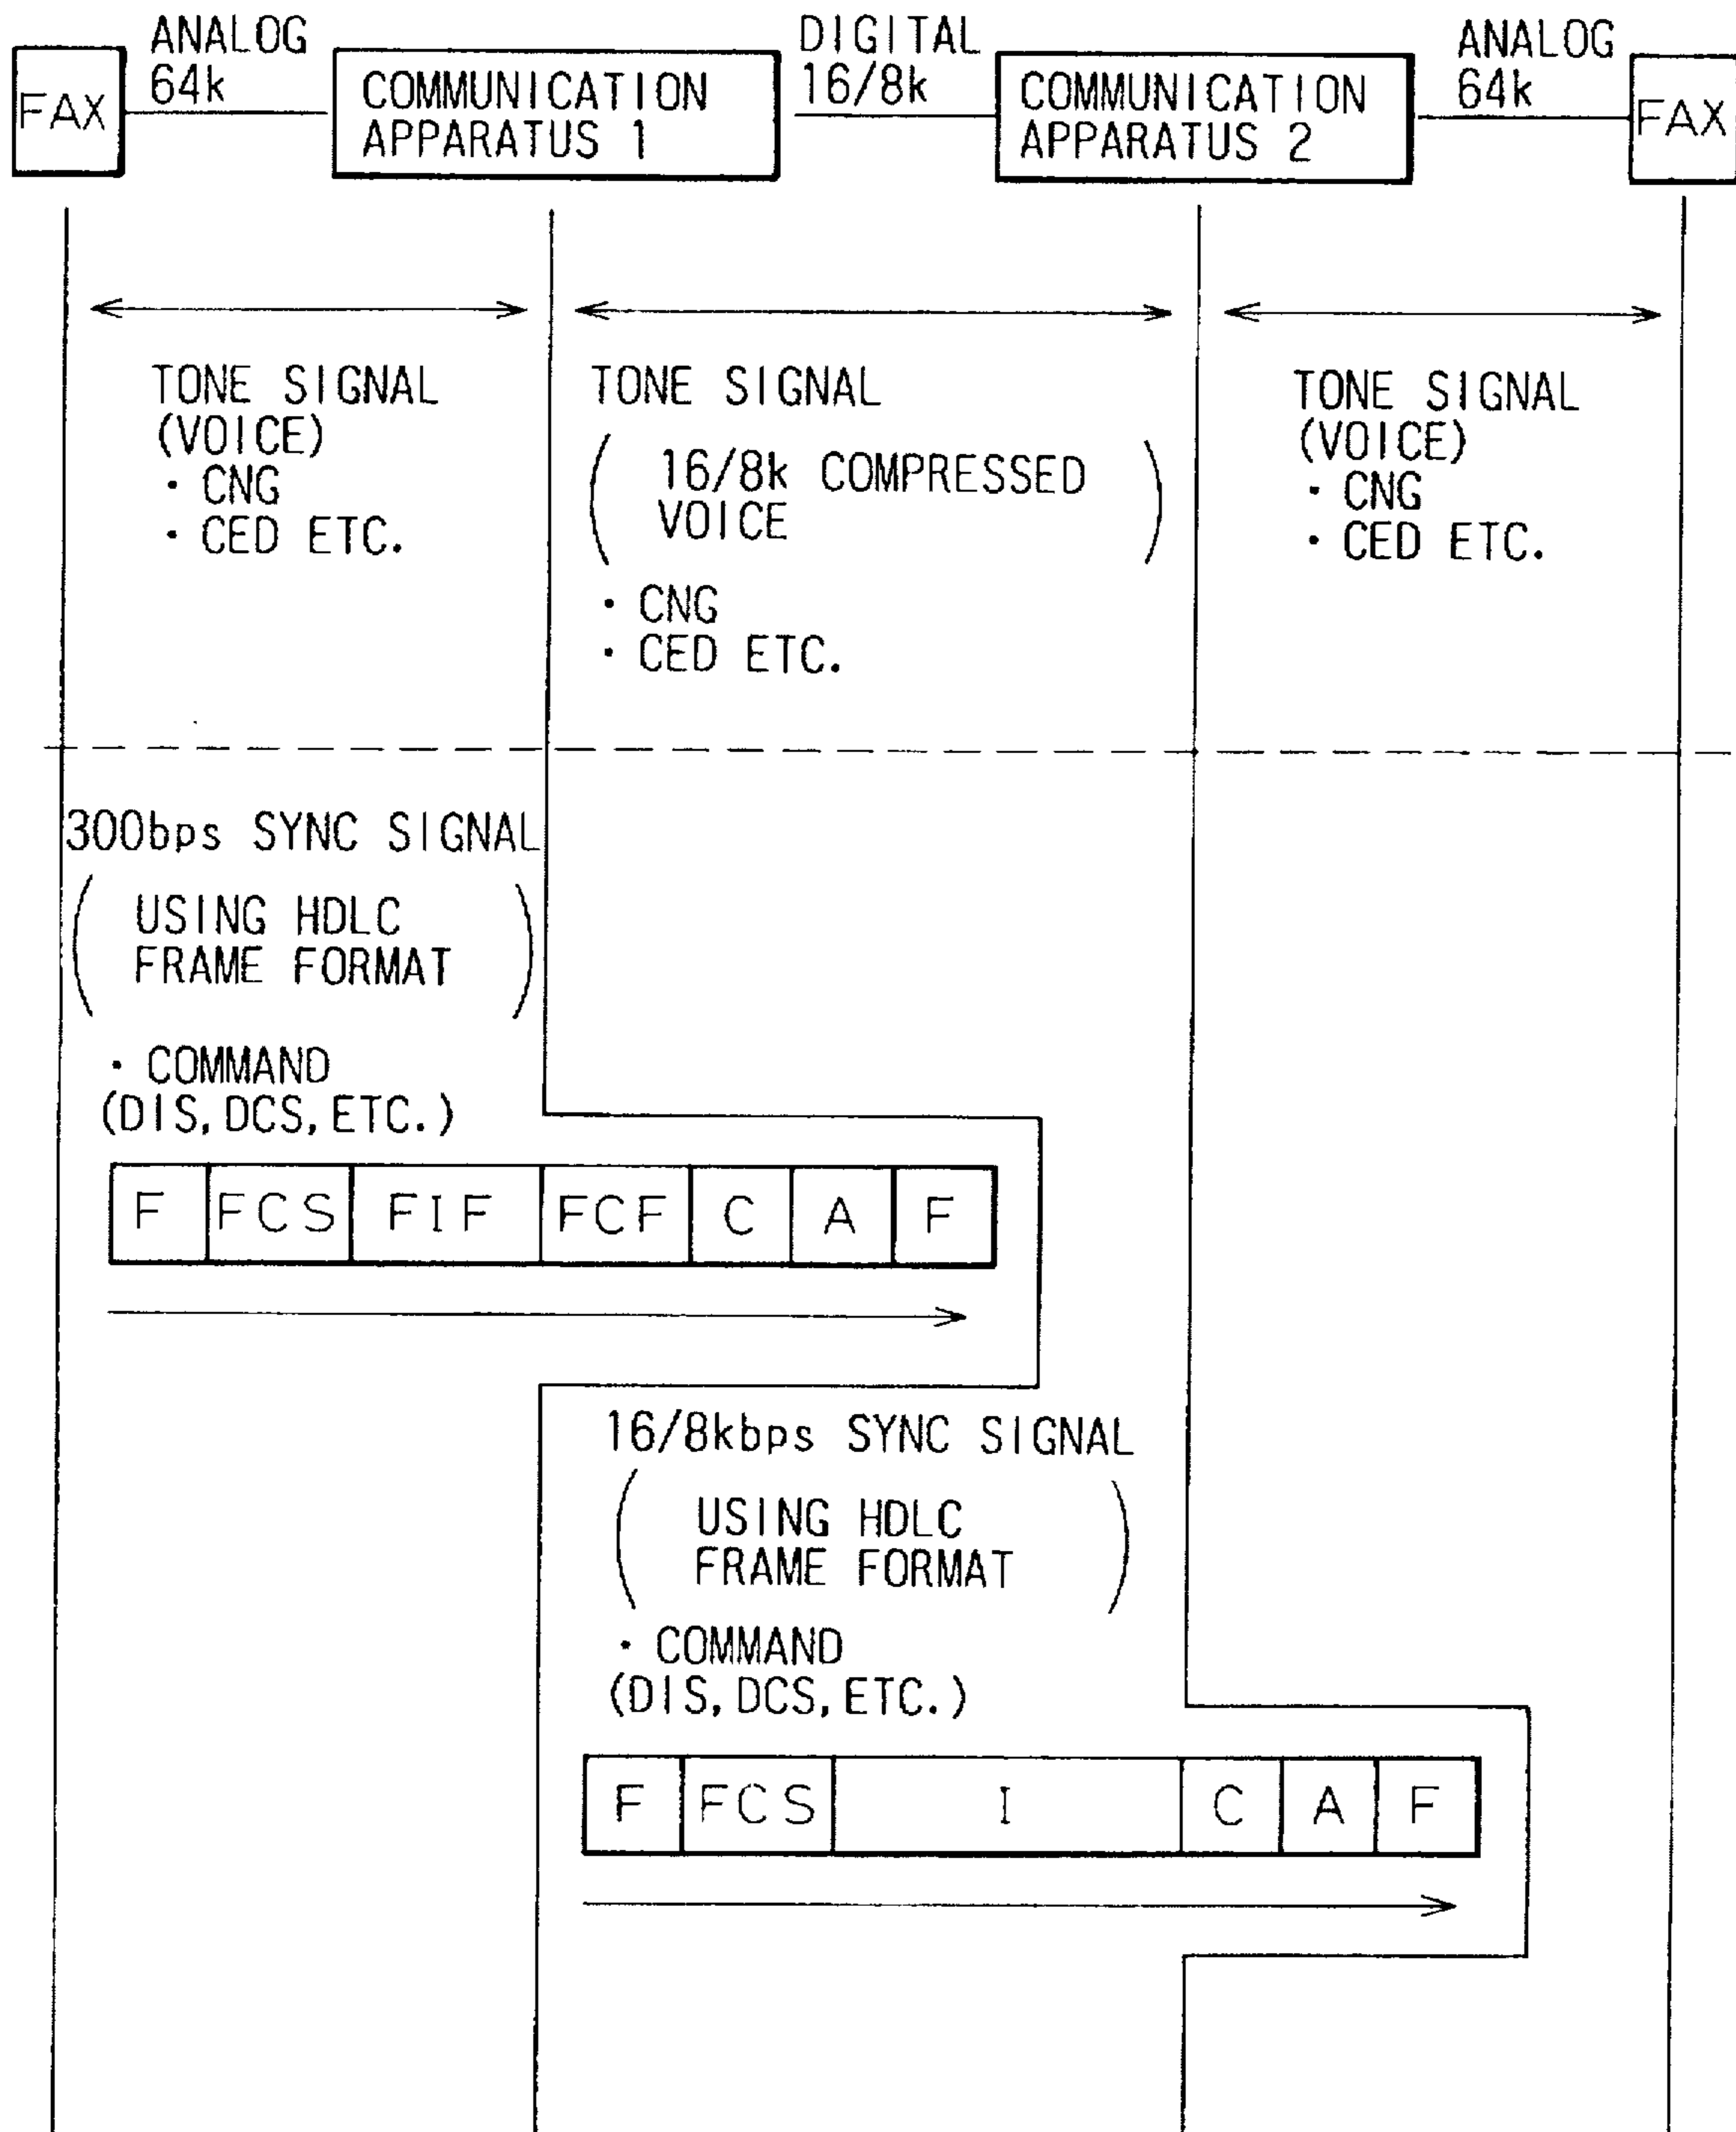 FAX
ANALOG
64k
COMMUNICATION
APPARATUS 1
DIGITAL
16/8k
COMMUNICATION
APPARATUS 2
ANALOG
64k
FAX
TONE SIGNAL
(VOICE)
· CNG
· CED ETC.
TONE SIGNAL
( 16/8k COMPRESSED
VOICE )
· CNG
· CED ETC.
TONE SIGNAL
(VOICE)
· CNG
· CED ETC.
300bps SYNC SIGNAL
( USING HDLC
FRAME FORMAT )
· COMMAND
(DIS, DCS, ETC.)
F FCS FIF FCF C A F
16/8kbps SYNC SIGNAL
( USING HDLC
FRAME FORMAT )
· COMMAND
(DIS, DCS, ETC.)
F FCS I C A F